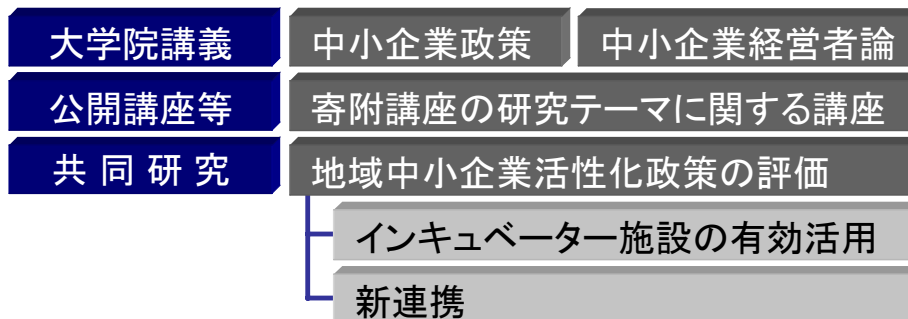 大学院講義 中小企業政策 中小企業経営者論
公開講座等 寄附講座の研究テーマに関する講座
共同研究 地域中小企業活性化政策の評価
インキュベーター施設の有効活用
新連携